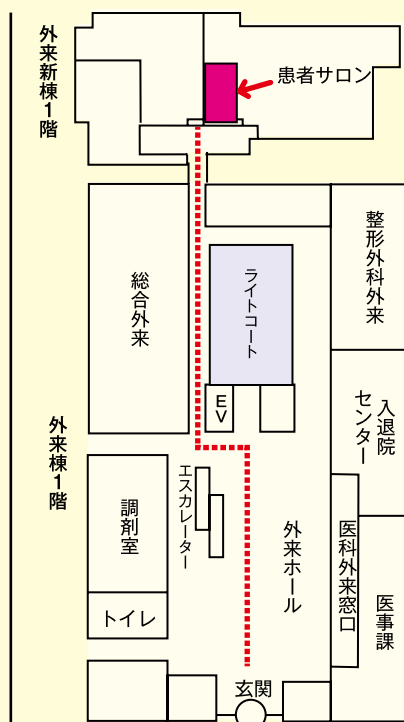 外来新棟1階
患者サロン
整形外科外来
総合外来
ライトコート
EV
入退院
センター
外来棟1階
エスカレーター
調剤室
外来ホール
医科外来窓口
医事課
トイレ
玄関